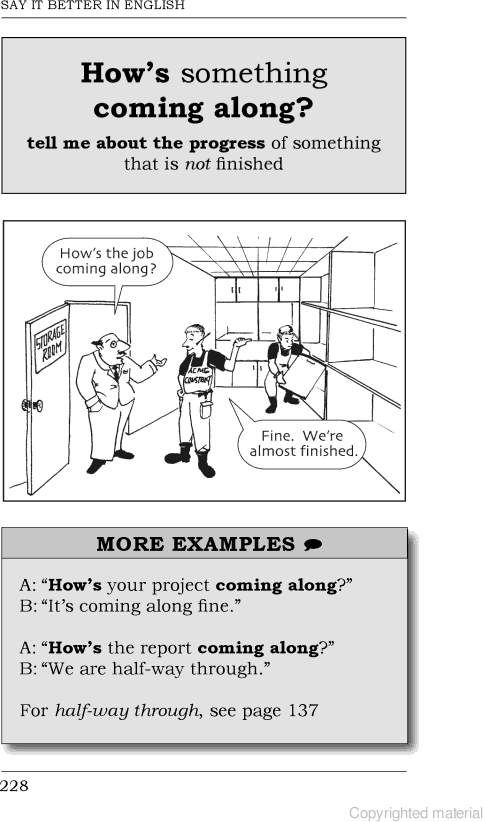 SAY IT BETTER IN ENGLISH
How's something
coming along?
tell me about the progress of something
that is not finished
How's the job
coming along?
STORAGE
ROOM
ACME
CONSTRUCT
Fine. We're
almost finished.
MORE EXAMPLES
A: “How's your project coming along?”
B: “It's coming along fine.”
A: “How's the report coming along?”
B: “We are half-way through.”
For half-way through, see page 137
228
Copyrighted material